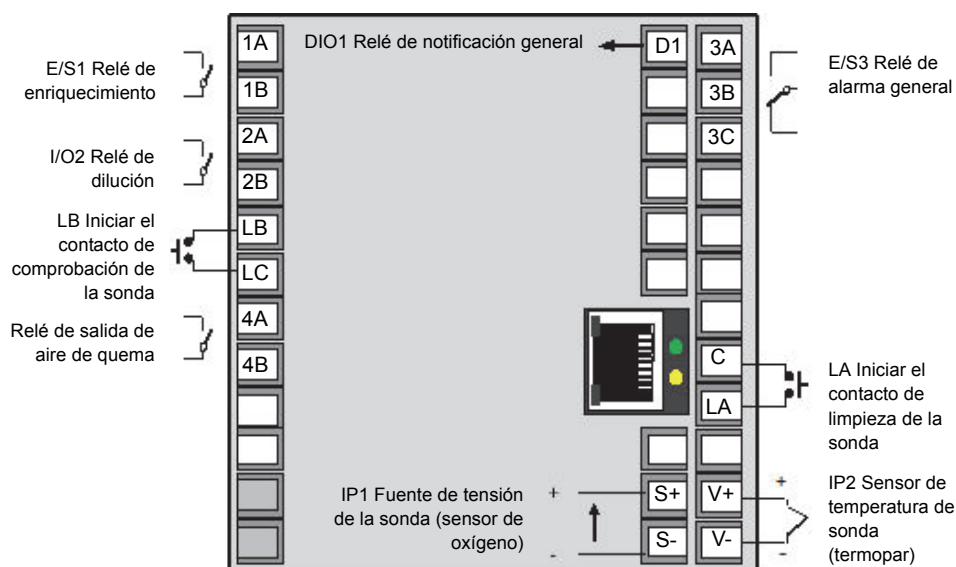 E/S1 Relé de
enriquecimiento
I/O2 Relé de
dilución
LB Iniciar el
contacto de
comprobación de
la sonda
Relé de salida de
aire de quema
1A
1B
2A
2B
LB
LC
4A
4B
DIO1 Relé de notificación general
D1
3A
3B
3C
E/S3 Relé de
alarma general
C
LA
LA Iniciar el
contacto de
limpieza de la
sonda
IP1 Fuente de tensión
de la sonda (sensor de
oxígeno)
+
-
S+
S-
V+
V-
+
-
IP2 Sensor de
temperatura de
sonda
(termopar)